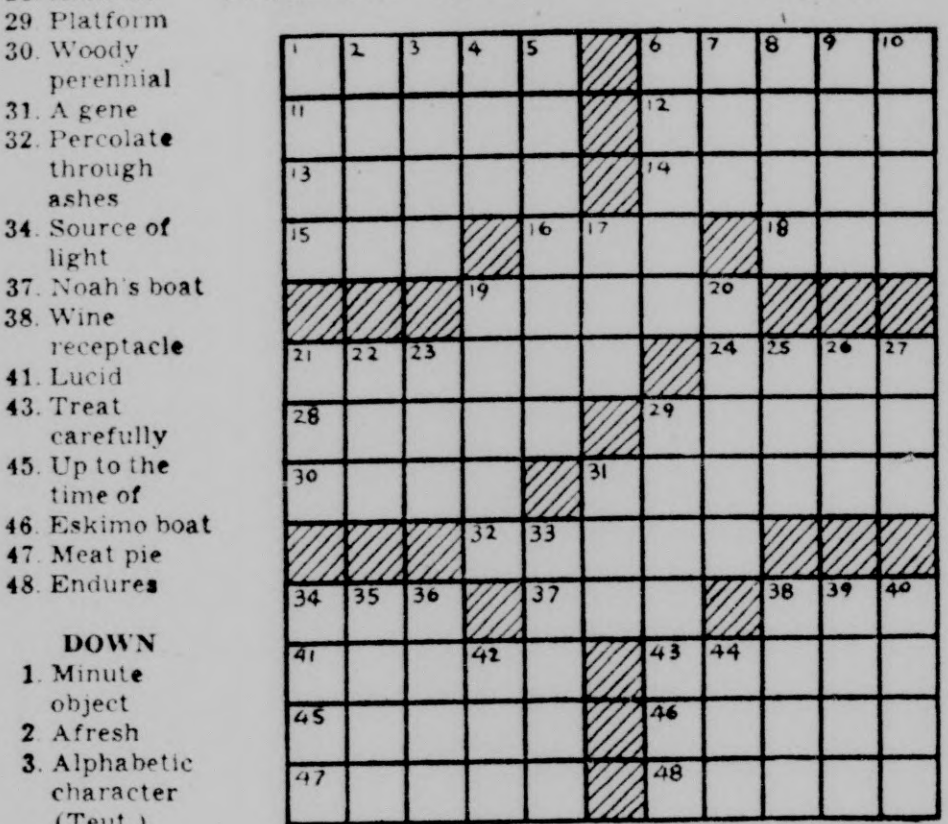 29 Platform
30. Woody
perennial
31. A gene
32. Percolate
through
ashes
34. Source of
light
37. Noah's boat
38. Wine
receptacle
41. Lucid
43. Treat
carefully
45. Up to the
time of
46. Eskimo boat
47. Meat pie
48. Endures
DOWN
1. Minute
object
2 Afresh
3. Alphabetic
character
(Teut.)
1 2 3 4 5 6 7 8 9 10
11 12
13 14
15 16 17 18
19 20
21 22 23 24 25 26 27
28 29
30 31
32 33
34 35 36 37 38 39 40
41 42 43 44
45 46
47 48